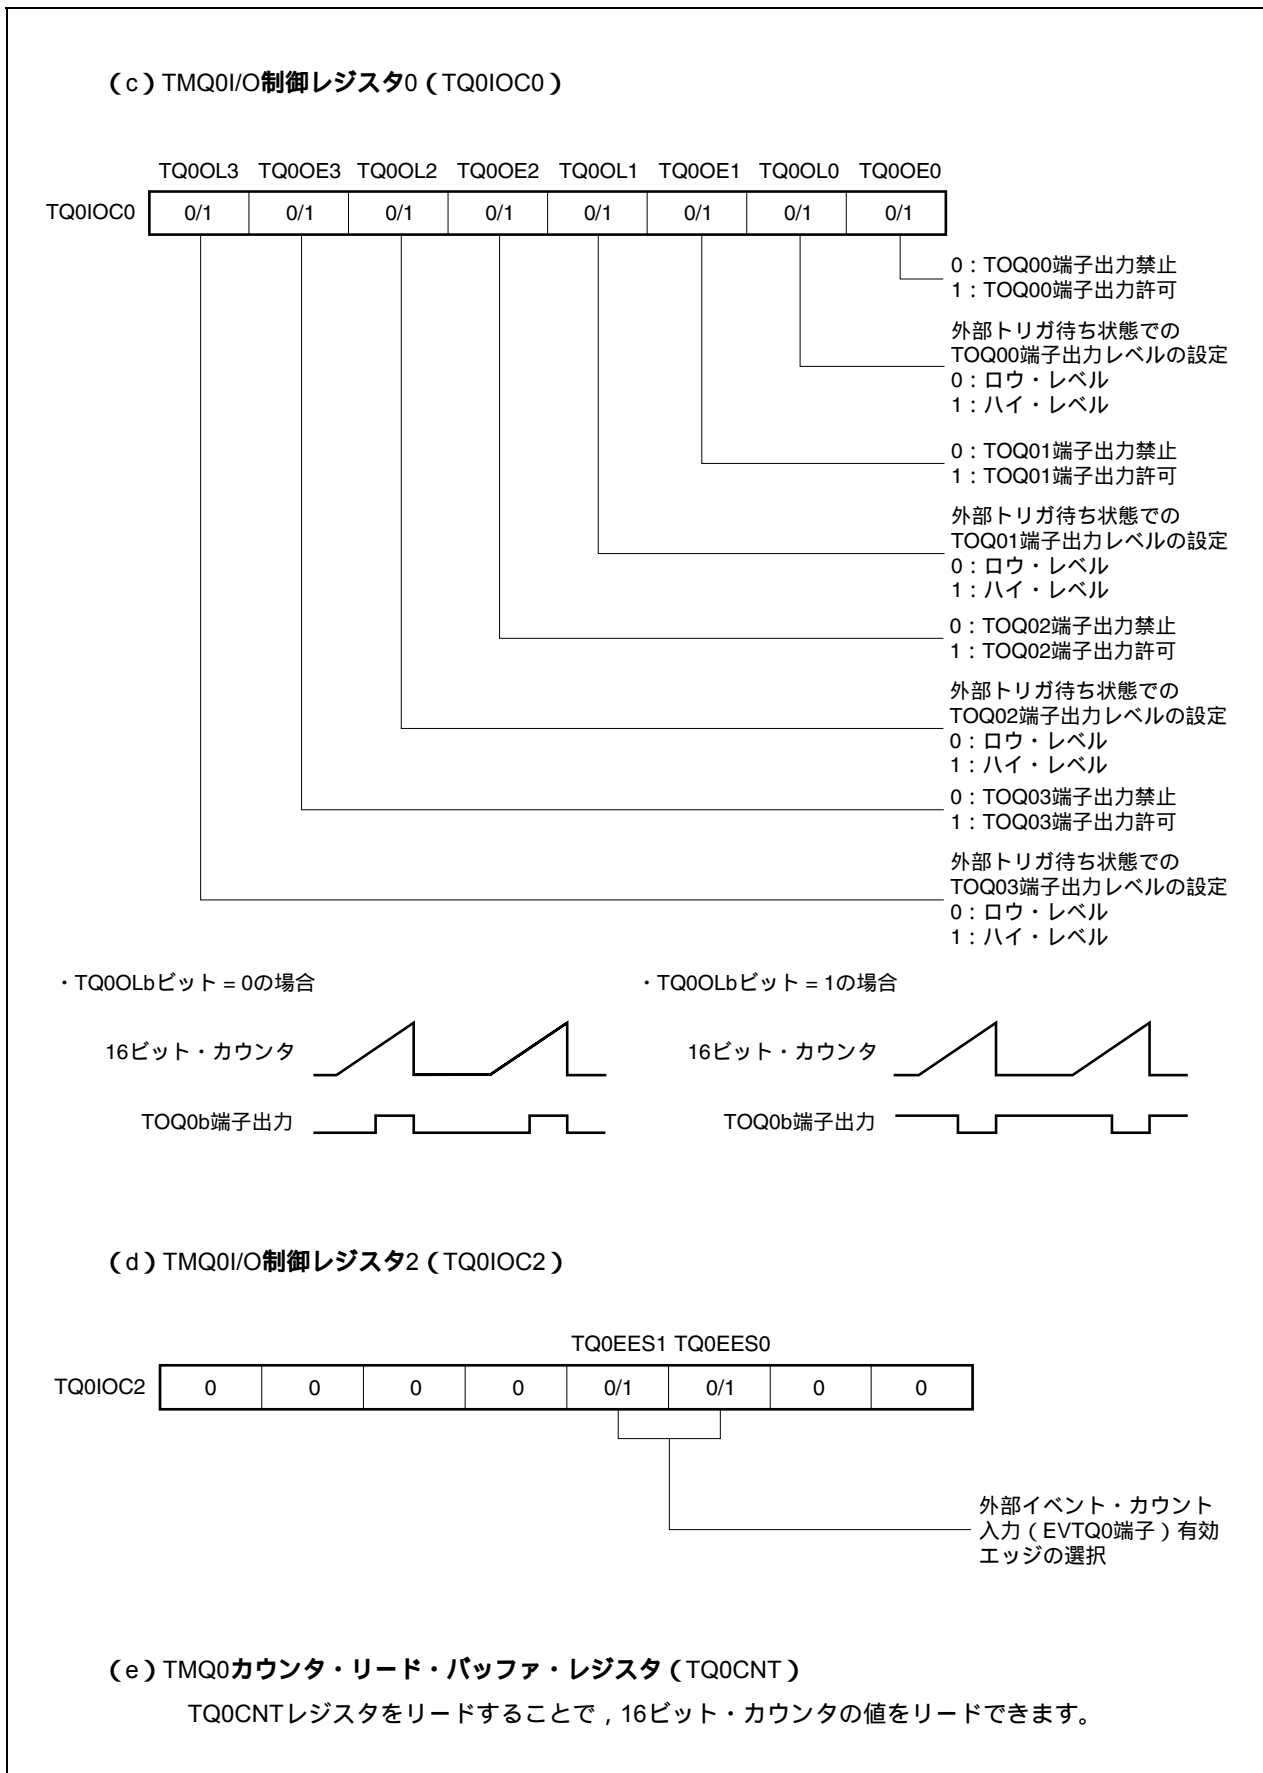 （c）TMQ0I/O制御レジスタ0（TQ0IOC0）
TQ0OL3 TQ0OE3 TQ0OL2 TQ0OE2 TQ0OL1 TQ0OE1 TQ0OL0 TQ0OE0
TQ0IOC0 0/1 0/1 0/1 0/1 0/1 0/1 0/1 0/1
0：TOQ00端子出力禁止
1：TOQ00端子出力許可
外部トリガ待ち状態での
TOQ00端子出力レベルの設定
0：ロウ・レベル
1：ハイ・レベル
0：TOQ01端子出力禁止
1：TOQ01端子出力許可
外部トリガ待ち状態での
TOQ01端子出力レベルの設定
0：ロウ・レベル
1：ハイ・レベル
0：TOQ02端子出力禁止
1：TOQ02端子出力許可
外部トリガ待ち状態での
TOQ02端子出力レベルの設定
0：ロウ・レベル
1：ハイ・レベル
0：TOQ03端子出力禁止
1：TOQ03端子出力許可
外部トリガ待ち状態での
TOQ03端子出力レベルの設定
0：ロウ・レベル
1：ハイ・レベル
・TQ0OLbビット = 0の場合
16ビット・カウンタ
TOQ0b端子出力
・TQ0OLbビット = 1の場合
16ビット・カウンタ
TOQ0b端子出力
（d）TMQ0I/O制御レジスタ2（TQ0IOC2）
TQ0EES1 TQ0EES0
TQ0IOC2 0 0 0 0 0/1 0/1 0 0
外部イベント・カウント
入力（EVTQ0端子）有効
エッジの選択
（e）TMQ0カウンタ・リード・バッファ・レジスタ（TQ0CNT）
TQ0CNTレジスタをリードすることで，16ビット・カウンタの値をリードできます。